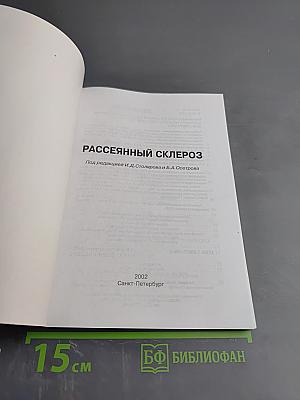 РАССЕЯННЫЙ СКЛЕРОЗ
Под редакцией И.Д.Столярова и Б.А.Осетрова
2002
Санкт-Петербург
15 см
БФ БИБЛИОФАН